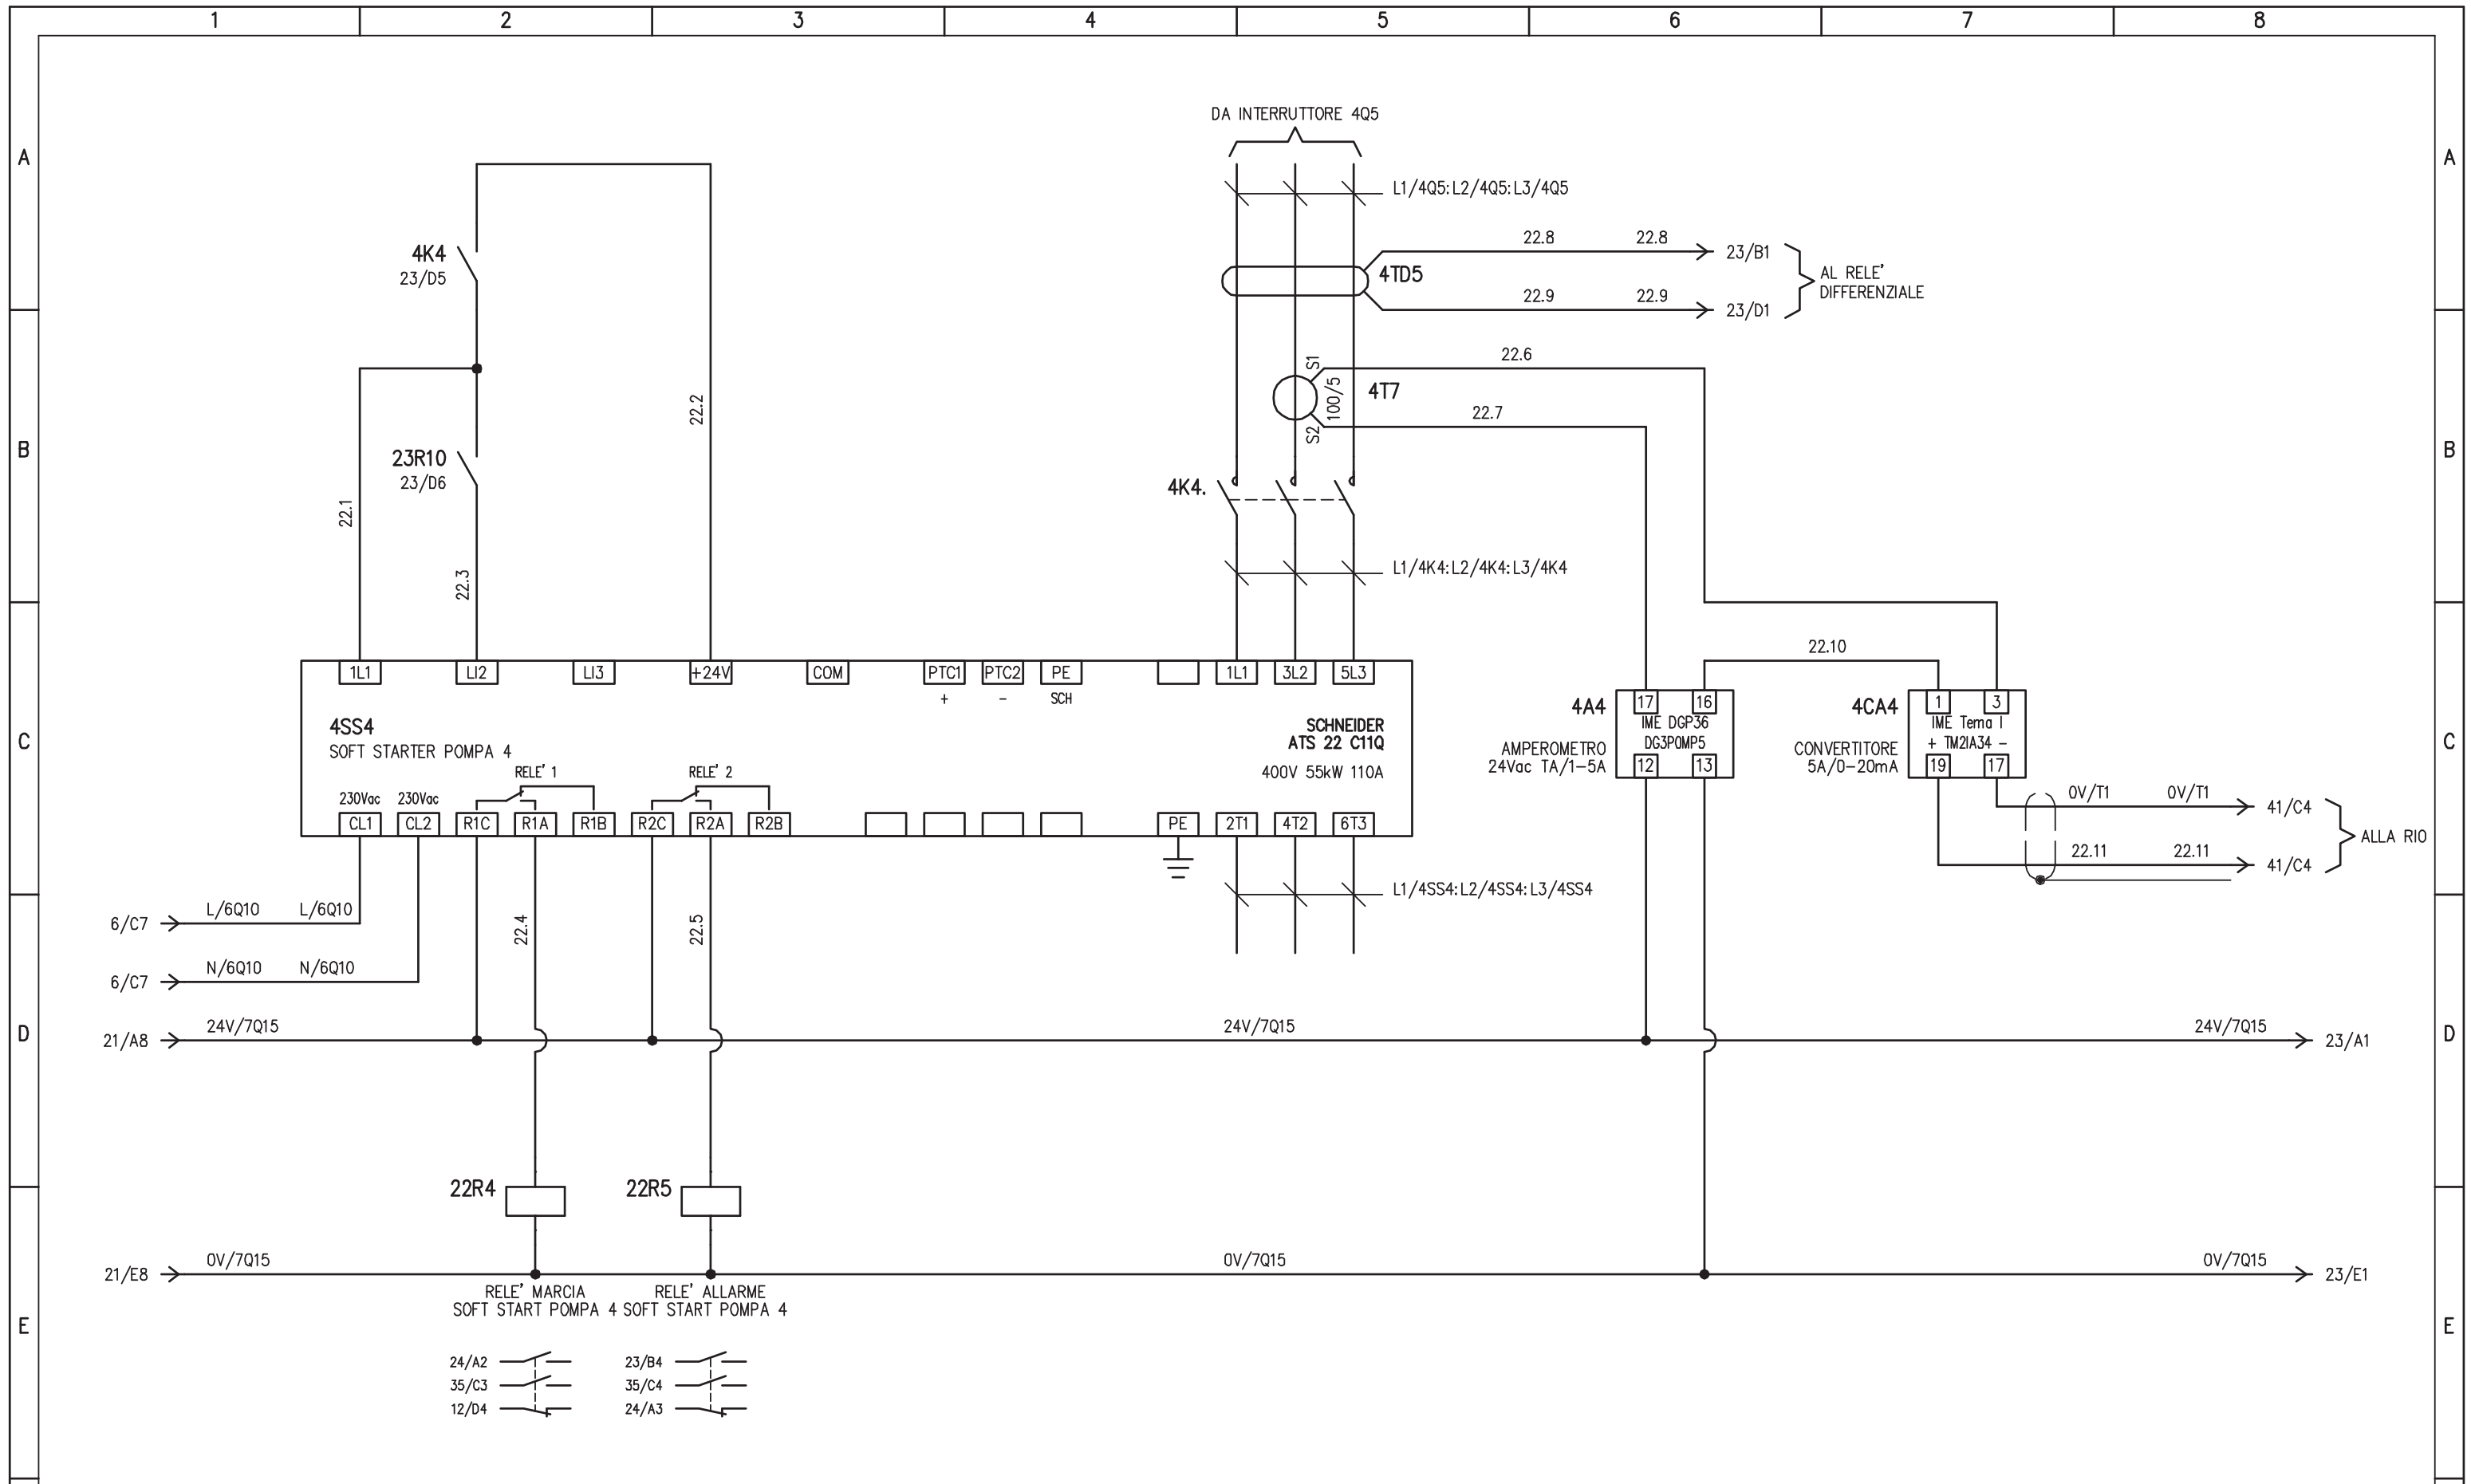 1 2 3 4 5 6 7 8
DA INTERRUTTORE 4Q5
A A
L1/4Q5:L2/4Q5:L3/4Q5
4K4
23/D5
22.8 22.8 23/B1
4TD5
AL RELE'
DIFFERENZIALE
22.9 22.9 23/D1
22.6
S1
100/5
4T7
S2
22.7
22.2
B B
23R10
23/D6
4K4.
22.1
22.3
L1/4K4:L2/4K4:L3/4K4
22.10
1L1 LI2 LI3 +24V COM PTC1 PTC2 PE 1L1 3L2 5L3
+ - SCH
4SS4
SOFT STARTER POMPA 4
SCHNEIDER
ATS 22 C11Q
400V 55kW 110A
RELE' 1 RELE' 2
230Vac 230Vac
CL1 CL2 R1C R1A R1B R2C R2A R2B PE 2T1 4T2 6T3
4A4
17 16
IME DGP36
DG3POMP5
12 13
AMPEROMETRO
24Vac TA/1-5A
4CA4
1 3
IME Tema I
+ TM2IA34 -
19 17
CONVERTITORE
5A/0-20mA
C C
0V/T1 0V/T1 41/C4
ALLA RIO
22.11 22.11 41/C4
L1/4SS4:L2/4SS4:L3/4SS4
6/C7 L/6Q10 L/6Q10
22.4
22.5
6/C7 N/6Q10 N/6Q10
D D
21/A8 24V/7Q15 24V/7Q15 24V/7Q15 23/A1
22R4 22R5
21/E8 0V/7Q15 0V/7Q15 0V/7Q15 23/E1
RELE' MARCIA
SOFT START POMPA 4
RELE' ALLARME
SOFT START POMPA 4
E E
24/A2 23/B4
35/C3 35/C4
12/D4 24/A3